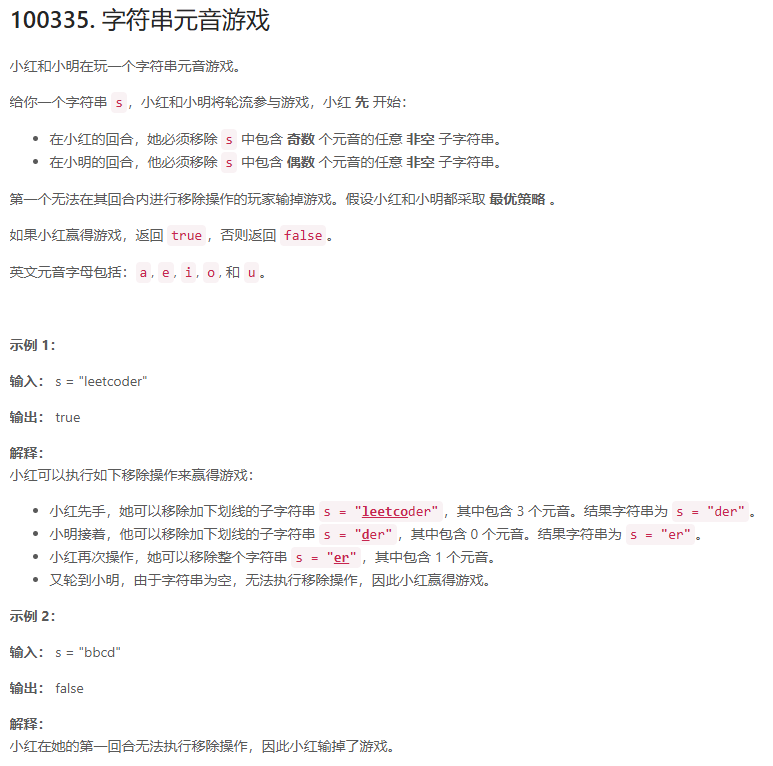 100335. 字符串元音游戏
小红和小明在玩一个字符串元音游戏。
给你一个字符串 s，小红和小明将轮流参与游戏，小红 先 开始：
• 在小红的回合，她必须移除 s 中包含 奇数 个元音的任意 非空 子字符串。
• 在小明的回合，他必须移除 s 中包含 偶数 个元音的任意 非空 子字符串。
第一个无法在其回合内进行移除操作的玩家输掉游戏。假设小红和小明都采取 最优策略 。
如果小红赢得游戏，返回 true，否则返回 false。
英文元音字母包括：a, e, i, o, 和 u。
示例 1：
输入： s = "leetcoder"
输出： true
解释：
小红可以执行如下移除操作来赢得游戏：
• 小红先手，她可以移除加下划线的子字符串 s = "leetcoder"，其中包含 3 个元音。结果字符串为 s = "der"。
• 小明接着，他可以移除加下划线的子字符串 s = "der"，其中包含 0 个元音。结果字符串为 s = "er"。
• 小红再次操作，她可以移除整个字符串 s = "er"，其中包含 1 个元音。
• 又轮到小明，由于字符串为空，无法执行移除操作，因此小红赢得游戏。
示例 2：
输入： s = "bbcd"
输出： false
解释：
小红在她的第一回合无法执行移除操作，因此小红输掉了游戏。